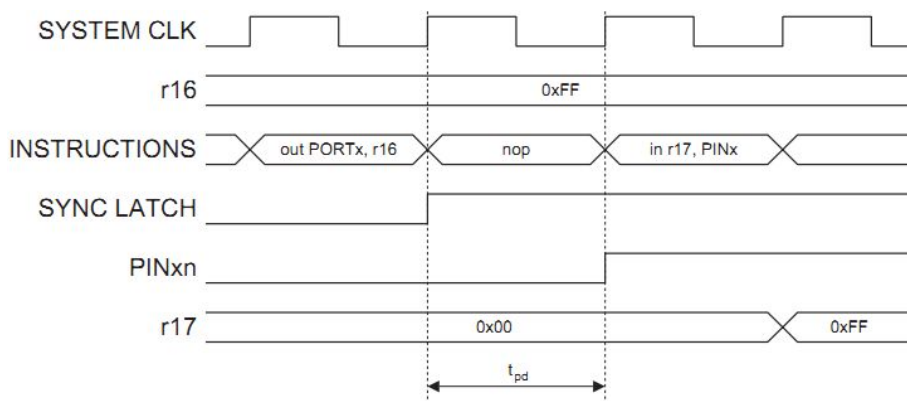 SYSTEM CLK
r16 0xFF
INSTRUCTIONS out PORTx, r16 nop in r17, PINx
SYNC LATCH
PINxn
r17 0x00 0xFF
tpd